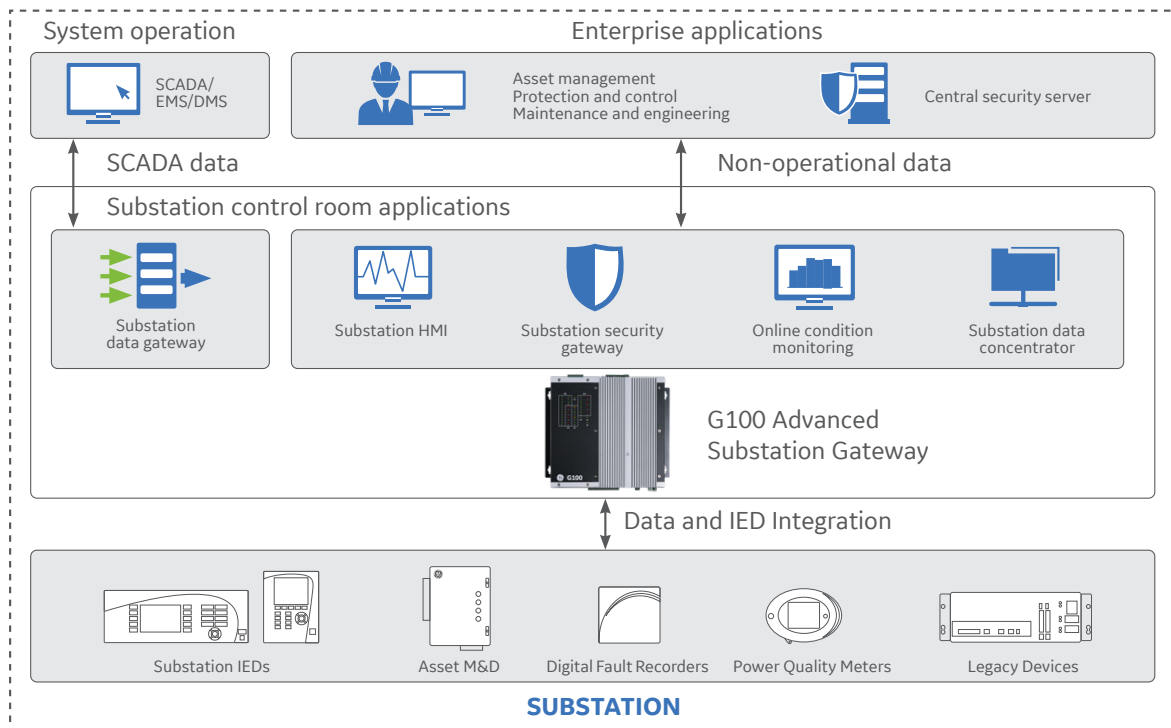 System operation
Enterprise applications
SCADA/
EMS/DMS
Asset management
Protection and control
Maintenance and engineering
Central security server
SCADA data
Non-operational data
Substation control room applications
Substation
data gateway
Substation HMI
Substation security
gateway
Online condition
monitoring
Substation data
concentrator
G100
G100 Advanced
Substation Gateway
Data and IED Integration
Substation IEDs
Asset M&D
Digital Fault Recorders
Power Quality Meters
Legacy Devices
SUBSTATION